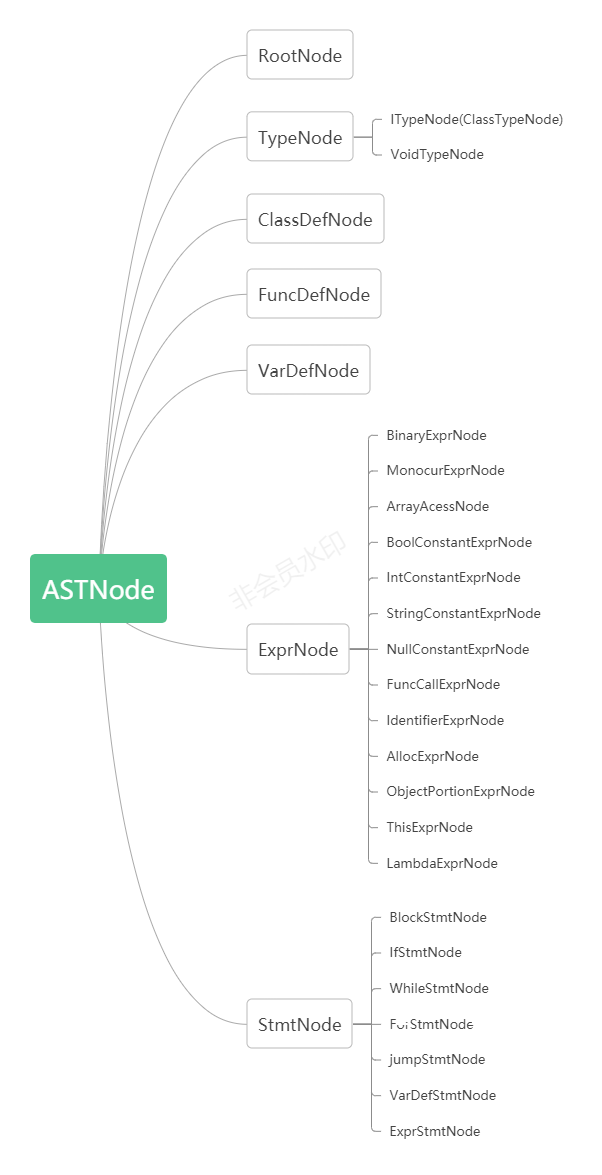 RootNode
TypeNode
ITypeNode(ClassTypeNode)
VoidTypeNode
ClassDefNode
FuncDefNode
VarDefNode
ASTNode
非会员水印
ExprNode
BinaryExprNode
MonocurExprNode
ArrayAcessNode
BoolConstantExprNode
IntConstantExprNode
StringConstantExprNode
NullConstantExprNode
FuncCallExprNode
IdentifierExprNode
AllocExprNode
ObjectPortionExprNode
ThisExprNode
LambdaExprNode
StmtNode
BlockStmtNode
IfStmtNode
WhileStmtNode
ForStmtNode
jumpStmtNode
VarDefStmtNode
ExprStmtNode